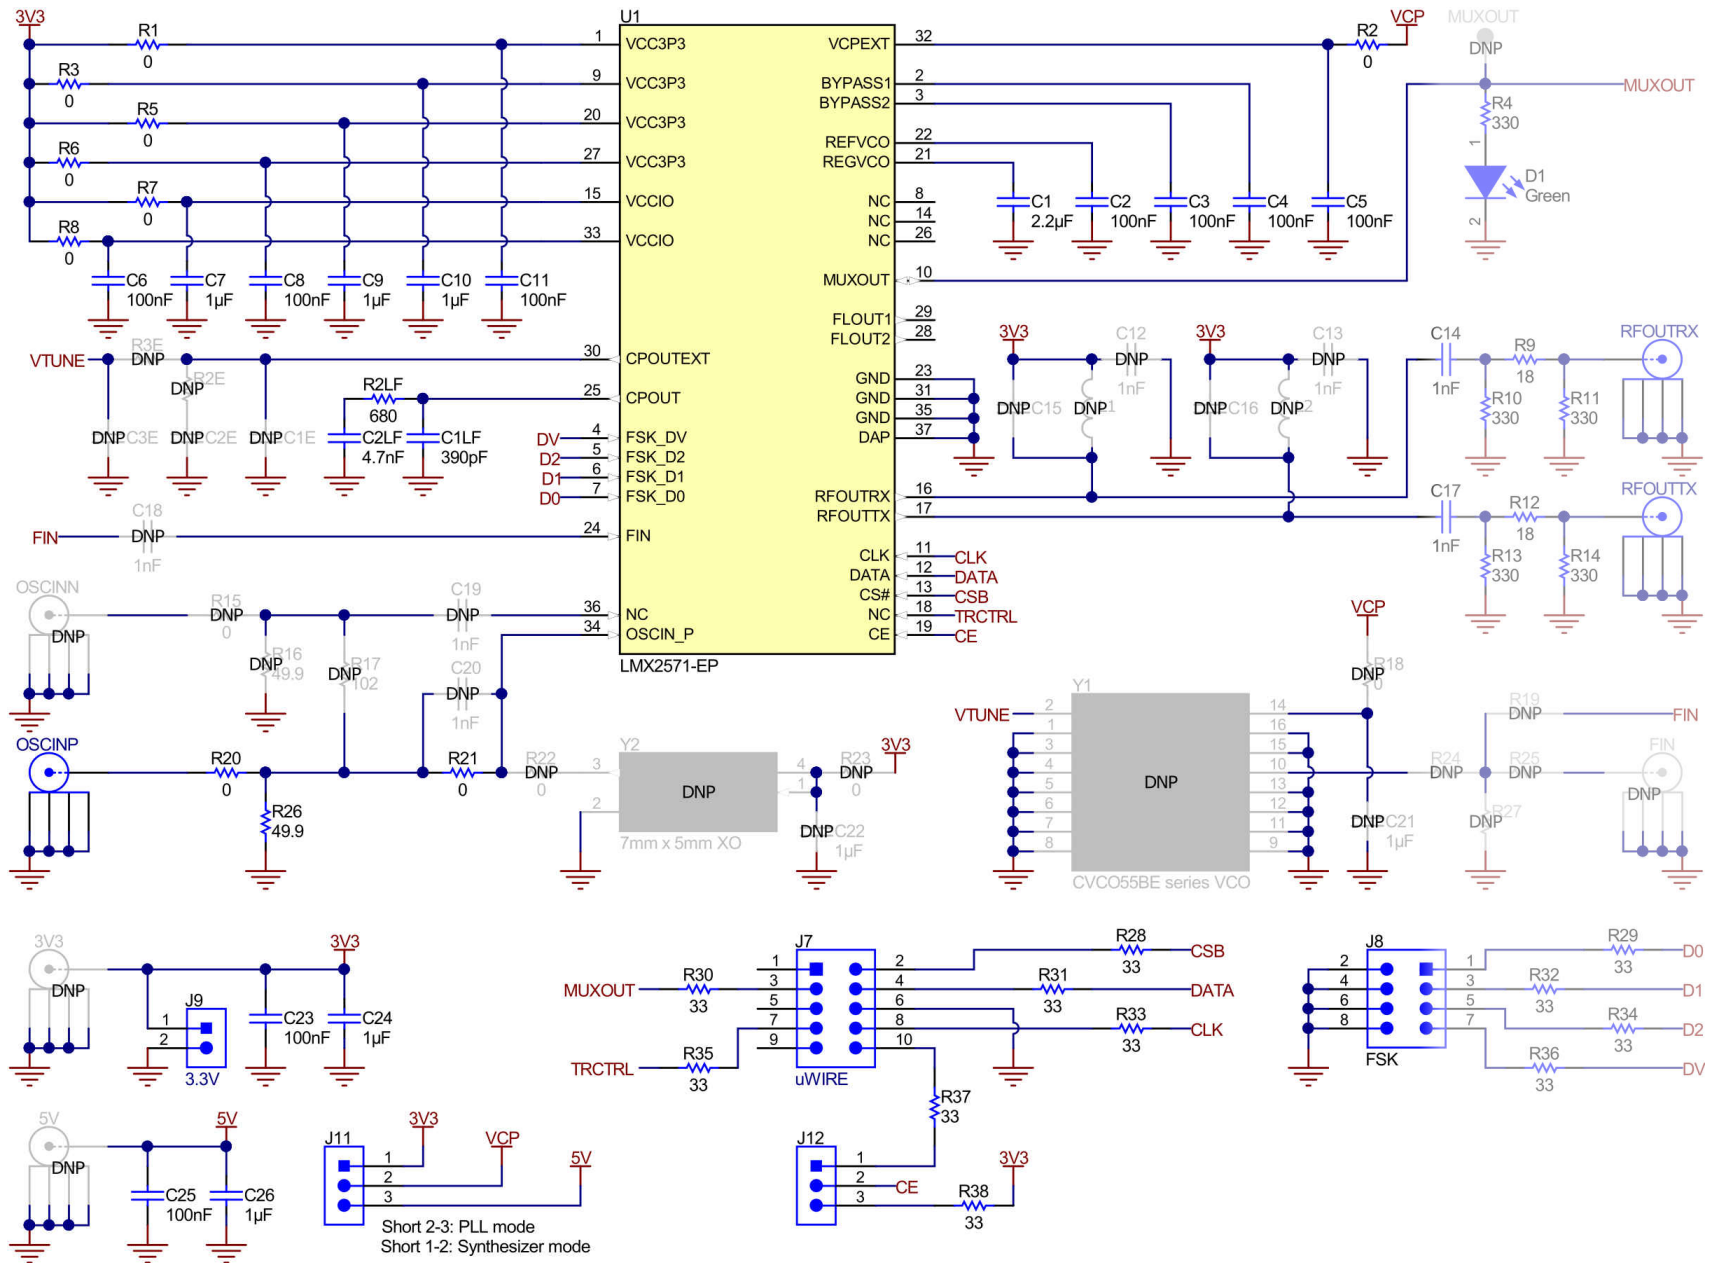 3V3
R1
0
R3
0
R5
0
R6
0
R7
0
R8
0
C6
100nF
C7
1µF
C8
100nF
C9
1µF
C10
1µF
C11
100nF
U1
1 VCC3P3
9 VCC3P3
20 VCC3P3
27 VCC3P3
15 VCCIO
33 VCCIO
30 CPOUTEXT
25 CPOUT
4 FSK_DV
5 FSK_D2
6 FSK_D1
7 FSK_D0
24 FIN
36 NC
34 OSCIN_P
VCPEXT 32
BYPASS1 2
BYPASS2 3
REFVCO 22
REGVCO 21
NC 8
NC 14
NC 26
MUXOUT 10
FLOUT1 29
FLOUT2 28
GND 23
GND 31
GND 35
DAP 37
RFOUTRX 16
RFOUTTX 17
CLK 11 CLK
DATA 12 DATA
CS# 13 CSB
NC 18 TRCTRL
CE 19 CE
LMX2571-EP
VCP
R2
0
MUXOUT
DNP
MUXOUT
R4
330
1
D1
Green
2
C1
2.2µF
C2
100nF
C3
100nF
C4
100nF
C5
100nF
VTUNE
R3E
DNP
R2E
DNP
C3E
DNP
C2E
DNP
C1E
DNP
R2LF
680
C2LF
4.7nF
C1LF
390pF
DV
D2
D1
D0
FIN
C18
DNP
1nF
3V3
C12
DNP
1nF
DNP C15
DNP
3V3
C13
DNP
1nF
DNP C16
DNP
C14
1nF
R9
18
R10
330
R11
330
RFOUTRX
C17
1nF
R12
18
R13
330
R14
330
RFOUTTX
OSCINN
DNP
R15
DNP
0
R16
DNP
49.9
R17
DNP
102
C19
DNP
1nF
C20
DNP
1nF
OSCINP
R20
0
R26
49.9
R21
0
R22
DNP
0
Y2
3
2
4
1
DNP
7mm x 5mm XO
R23
DNP
0
3V3
C22
DNP
1µF
VTUNE
Y1
2
1
3
4
5
6
7
8
14
16
15
10
13
12
11
9
DNP
CVCO55BE series VCO
VCP
R18
DNP
0
C21
DNP
1µF
R24
DNP
R19
DNP
FIN
R25
DNP
R27
DNP
FIN
DNP
3V3
DNP
J9
1
2
3.3V
C23
100nF
3V3
C24
1µF
5V
DNP
C25
100nF
5V
C26
1µF
J11
1
2
3
3V3
VCP
5V
Short 2-3: PLL mode
Short 1-2: Synthesizer mode
J7
1
3
5
7
9
2
4
6
8
10
uWIRE
MUXOUT
R30
33
TRCTRL
R35
33
R28
33
CSB
R31
33
DATA
R33
33
CLK
R37
33
J12
1
2
3
CE
R38
33
3V3
J8
2
4
6
8
1
3
5
7
FSK
R29
33
D0
R32
33
D1
R34
33
D2
R36
33
DV